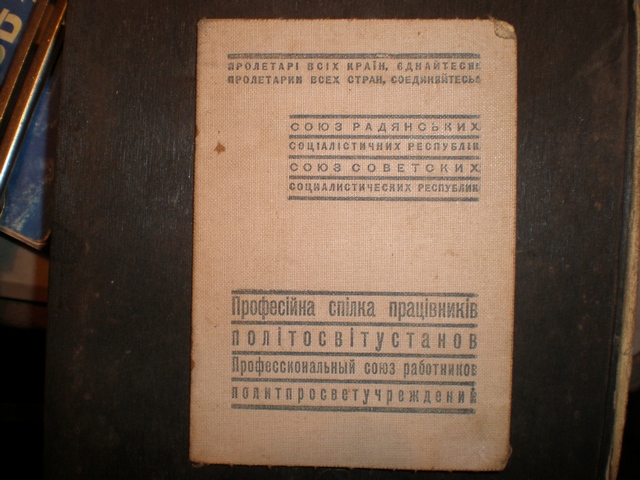 ПРОЛЕТАРІ ВСІХ КРАЇН, ЄДНАЙТЕСЯ!
ПРОЛЕТАРИИ ВСЕХ СТРАН, СОЕДИНЯЙТЕСЬ!
СОЮЗ РАДЯНСЬКИХ
СОЦІАЛІСТИЧНИХ РЕСПУБЛІК
СОЮЗ СОВЕТСКИХ
СОЦИАЛИСТИЧЕСКИХ РЕСПУБЛИК
Професійна спілка працівників
політосвітустанов
Профессиональный союз работников
политпросветучреждений